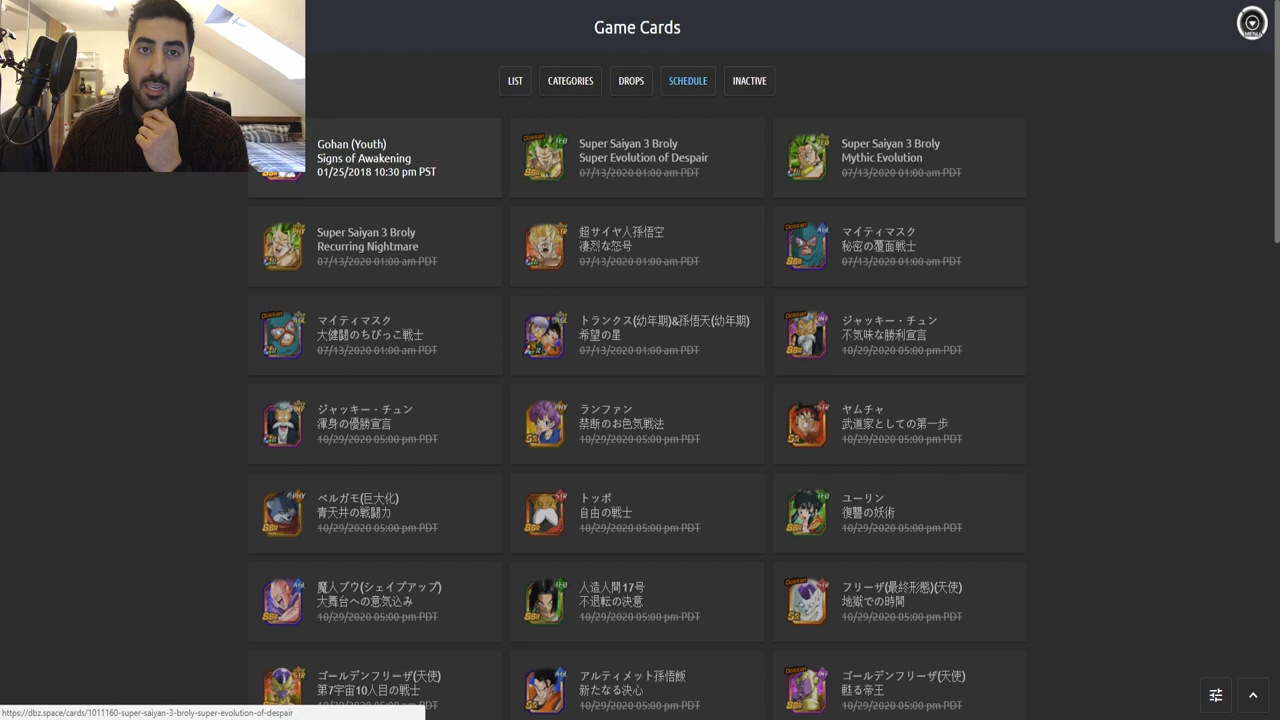 Game Cards
MENU
LIST
CATEGORIES
DROPS
SCHEDULE
INACTIVE
Gohan (Youth)
Signs of Awakening
01/25/2018 10:30 pm PST
Super Saiyan 3 Broly
Super Evolution of Despair
07/13/2020 01:00 am PDT
Super Saiyan 3 Broly
Mythic Evolution
07/13/2020 01:00 am PDT
Super Saiyan 3 Broly
Recurring Nightmare
07/13/2020 01:00 am PDT
超サイヤ人孫悟空
凄烈な怒号
07/13/2020 01:00 am PDT
マイティマスク
秘密の覆面戦士
07/13/2020 01:00 am PDT
マイティマスク
大健闘のちびっこ戦士
07/13/2020 01:00 am PDT
トランクス(幼年期)&孫悟天(幼年期)
希望の星
07/13/2020 01:00 am PDT
ジャッキー・チュン
不気味な勝利宣言
10/29/2020 05:00 pm PDT
ジャッキー・チュン
渾身の優勝宣言
10/29/2020 05:00 pm PDT
ランファン
禁断のお色気戦法
10/29/2020 05:00 pm PDT
ヤムチャ
武道家としての第一歩
10/29/2020 05:00 pm PDT
ベルガモ(巨大化)
青天井の戦闘力
10/29/2020 05:00 pm PDT
トッポ
自由の戦士
10/29/2020 05:00 pm PDT
ユーリン
復讐の妖術
10/29/2020 05:00 pm PDT
魔人ブウ(シェイプアップ)
大舞台への意気込み
10/29/2020 05:00 pm PDT
人造人間17号
不退転の決意
10/29/2020 05:00 pm PDT
フリーザ(最終形態)(天使)
地獄での時間
10/29/2020 05:00 pm PDT
ゴールデンフリーザ(天使)
第7宇宙10人目の戦士
アルティメット孫悟飯
新たなる決心
10/29/2020 05:00 pm PDT
ゴールデンフリーザ(天使)
甦る帝王
10/29/2020 05:00 pm PDT
https://dbz.space/cards/1011160-super-saiyan-3-broly-super-evolution-of-despair